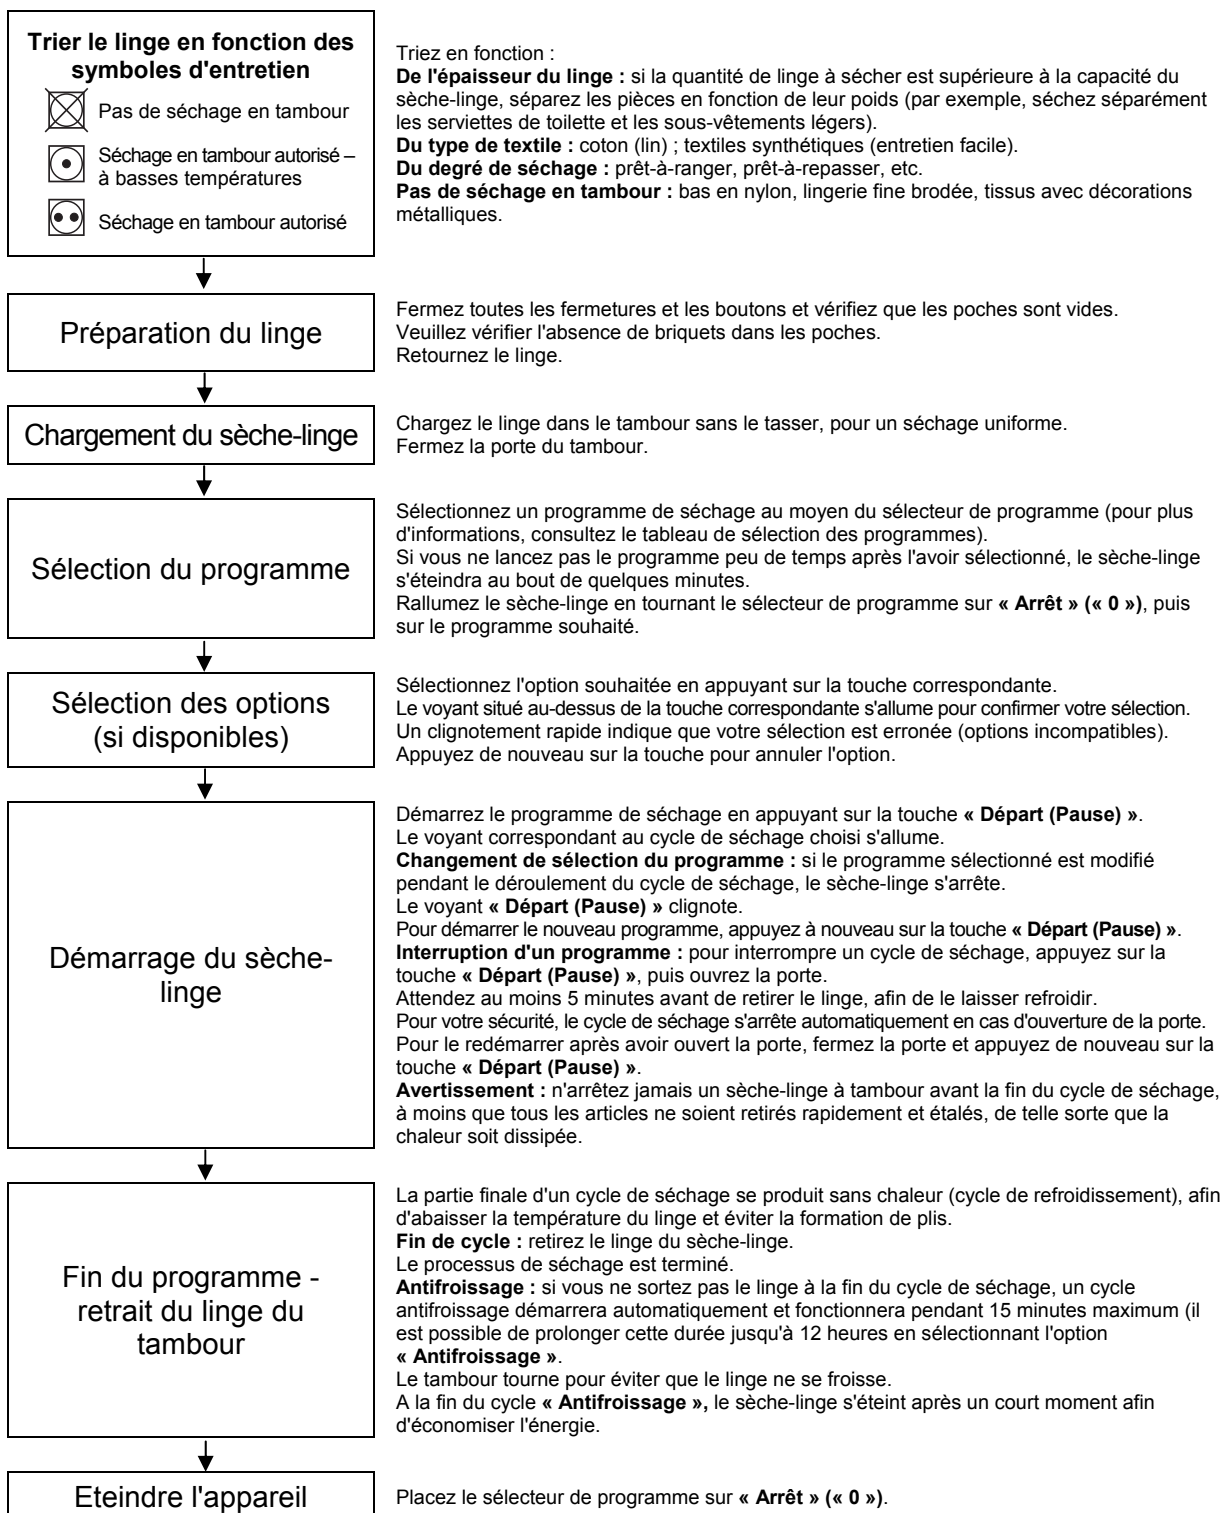 Trier le linge en fonction des
symboles d'entretien
Pas de séchage en tambour
Séchage en tambour autorisé –
à basses températures
Séchage en tambour autorisé
Triez en fonction :
De l'épaisseur du linge : si la quantité de linge à sécher est supérieure à la capacité du
sèche-linge, séparez les pièces en fonction de leur poids (par exemple, séchez séparément
les serviettes de toilette et les sous-vêtements légers).
Du type de textile : coton (lin) ; textiles synthétiques (entretien facile).
Du degré de séchage : prêt-à-ranger, prêt-à-repasser, etc.
Pas de séchage en tambour : bas en nylon, lingerie fine brodée, tissus avec décorations
métalliques.
Préparation du linge
Fermez toutes les fermetures et les boutons et vérifiez que les poches sont vides.
Veuillez vérifier l'absence de briquets dans les poches.
Retournez le linge.
Chargement du sèche-linge
Chargez le linge dans le tambour sans le tasser, pour un séchage uniforme.
Fermez la porte du tambour.
Sélection du programme
Sélectionnez un programme de séchage au moyen du sélecteur de programme (pour plus
d'informations, consultez le tableau de sélection des programmes).
Si vous ne lancez pas le programme peu de temps après l'avoir sélectionné, le sèche-linge
s'éteindra au bout de quelques minutes.
Rallumez le sèche-linge en tournant le sélecteur de programme sur « Arrêt » (« 0 »), puis
sur le programme souhaité.
Sélection des options
(si disponibles)
Sélectionnez l'option souhaitée en appuyant sur la touche correspondante.
Le voyant situé au-dessus de la touche correspondante s'allume pour confirmer votre sélection.
Un clignotement rapide indique que votre sélection est erronée (options incompatibles).
Appuyez de nouveau sur la touche pour annuler l'option.
Démarrage du sèche-
linge
Démarrez le programme de séchage en appuyant sur la touche « Départ (Pause) ».
Le voyant correspondant au cycle de séchage choisi s'allume.
Changement de sélection du programme : si le programme sélectionné est modifié
pendant le déroulement du cycle de séchage, le sèche-linge s'arrête.
Le voyant « Départ (Pause) » clignote.
Pour démarrer le nouveau programme, appuyez à nouveau sur la touche « Départ (Pause) ».
Interruption d'un programme : pour interrompre un cycle de séchage, appuyez sur la
touche « Départ (Pause) », puis ouvrez la porte.
Attendez au moins 5 minutes avant de retirer le linge, afin de le laisser refroidir.
Pour votre sécurité, le cycle de séchage s'arrête automatiquement en cas d'ouverture de la porte.
Pour le redémarrer après avoir ouvert la porte, fermez la porte et appuyez de nouveau sur la
touche « Départ (Pause) ».
Avertissement : n'arrêtez jamais un sèche-linge à tambour avant la fin du cycle de séchage,
à moins que tous les articles ne soient retirés rapidement et étalés, de telle sorte que la
chaleur soit dissipée.
Fin du programme -
retrait du linge du
tambour
La partie finale d'un cycle de séchage se produit sans chaleur (cycle de refroidissement), afin
d'abaisser la température du linge et éviter la formation de plis.
Fin de cycle : retirez le linge du sèche-linge.
Le processus de séchage est terminé.
Antifroissage : si vous ne sortez pas le linge à la fin du cycle de séchage, un cycle
antifroissage démarrera automatiquement et fonctionnera pendant 15 minutes maximum (il
est possible de prolonger cette durée jusqu'à 12 heures en sélectionnant l'option
« Antifroissage ».
Le tambour tourne pour éviter que le linge ne se froisse.
A la fin du cycle « Antifroissage », le sèche-linge s'éteint après un court moment afin
d'économiser l'énergie.
Eteindre l'appareil
Placez le sélecteur de programme sur « Arrêt » (« 0 »).